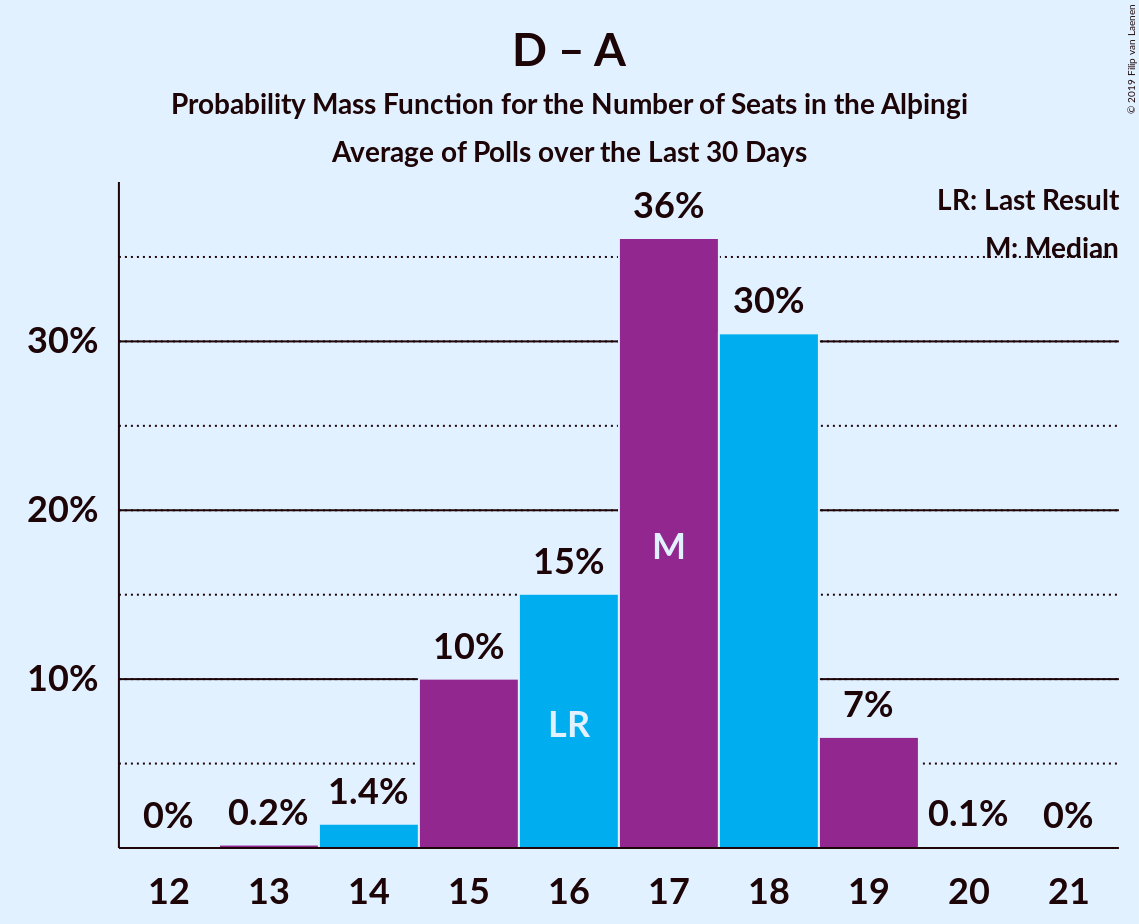 D – A
Probability Mass Function for the Number of Seats in the Alþingi
Average of Polls over the Last 30 Days
© 2019 Filip van Laenen
LR: Last Result
M: Median
36%
30%
30%
20%
15%
M
10%
10%
LR
7%
1.4%
0%
0.2%
0.1%
0%
12 13 14 15 16 17 18 19 20 21